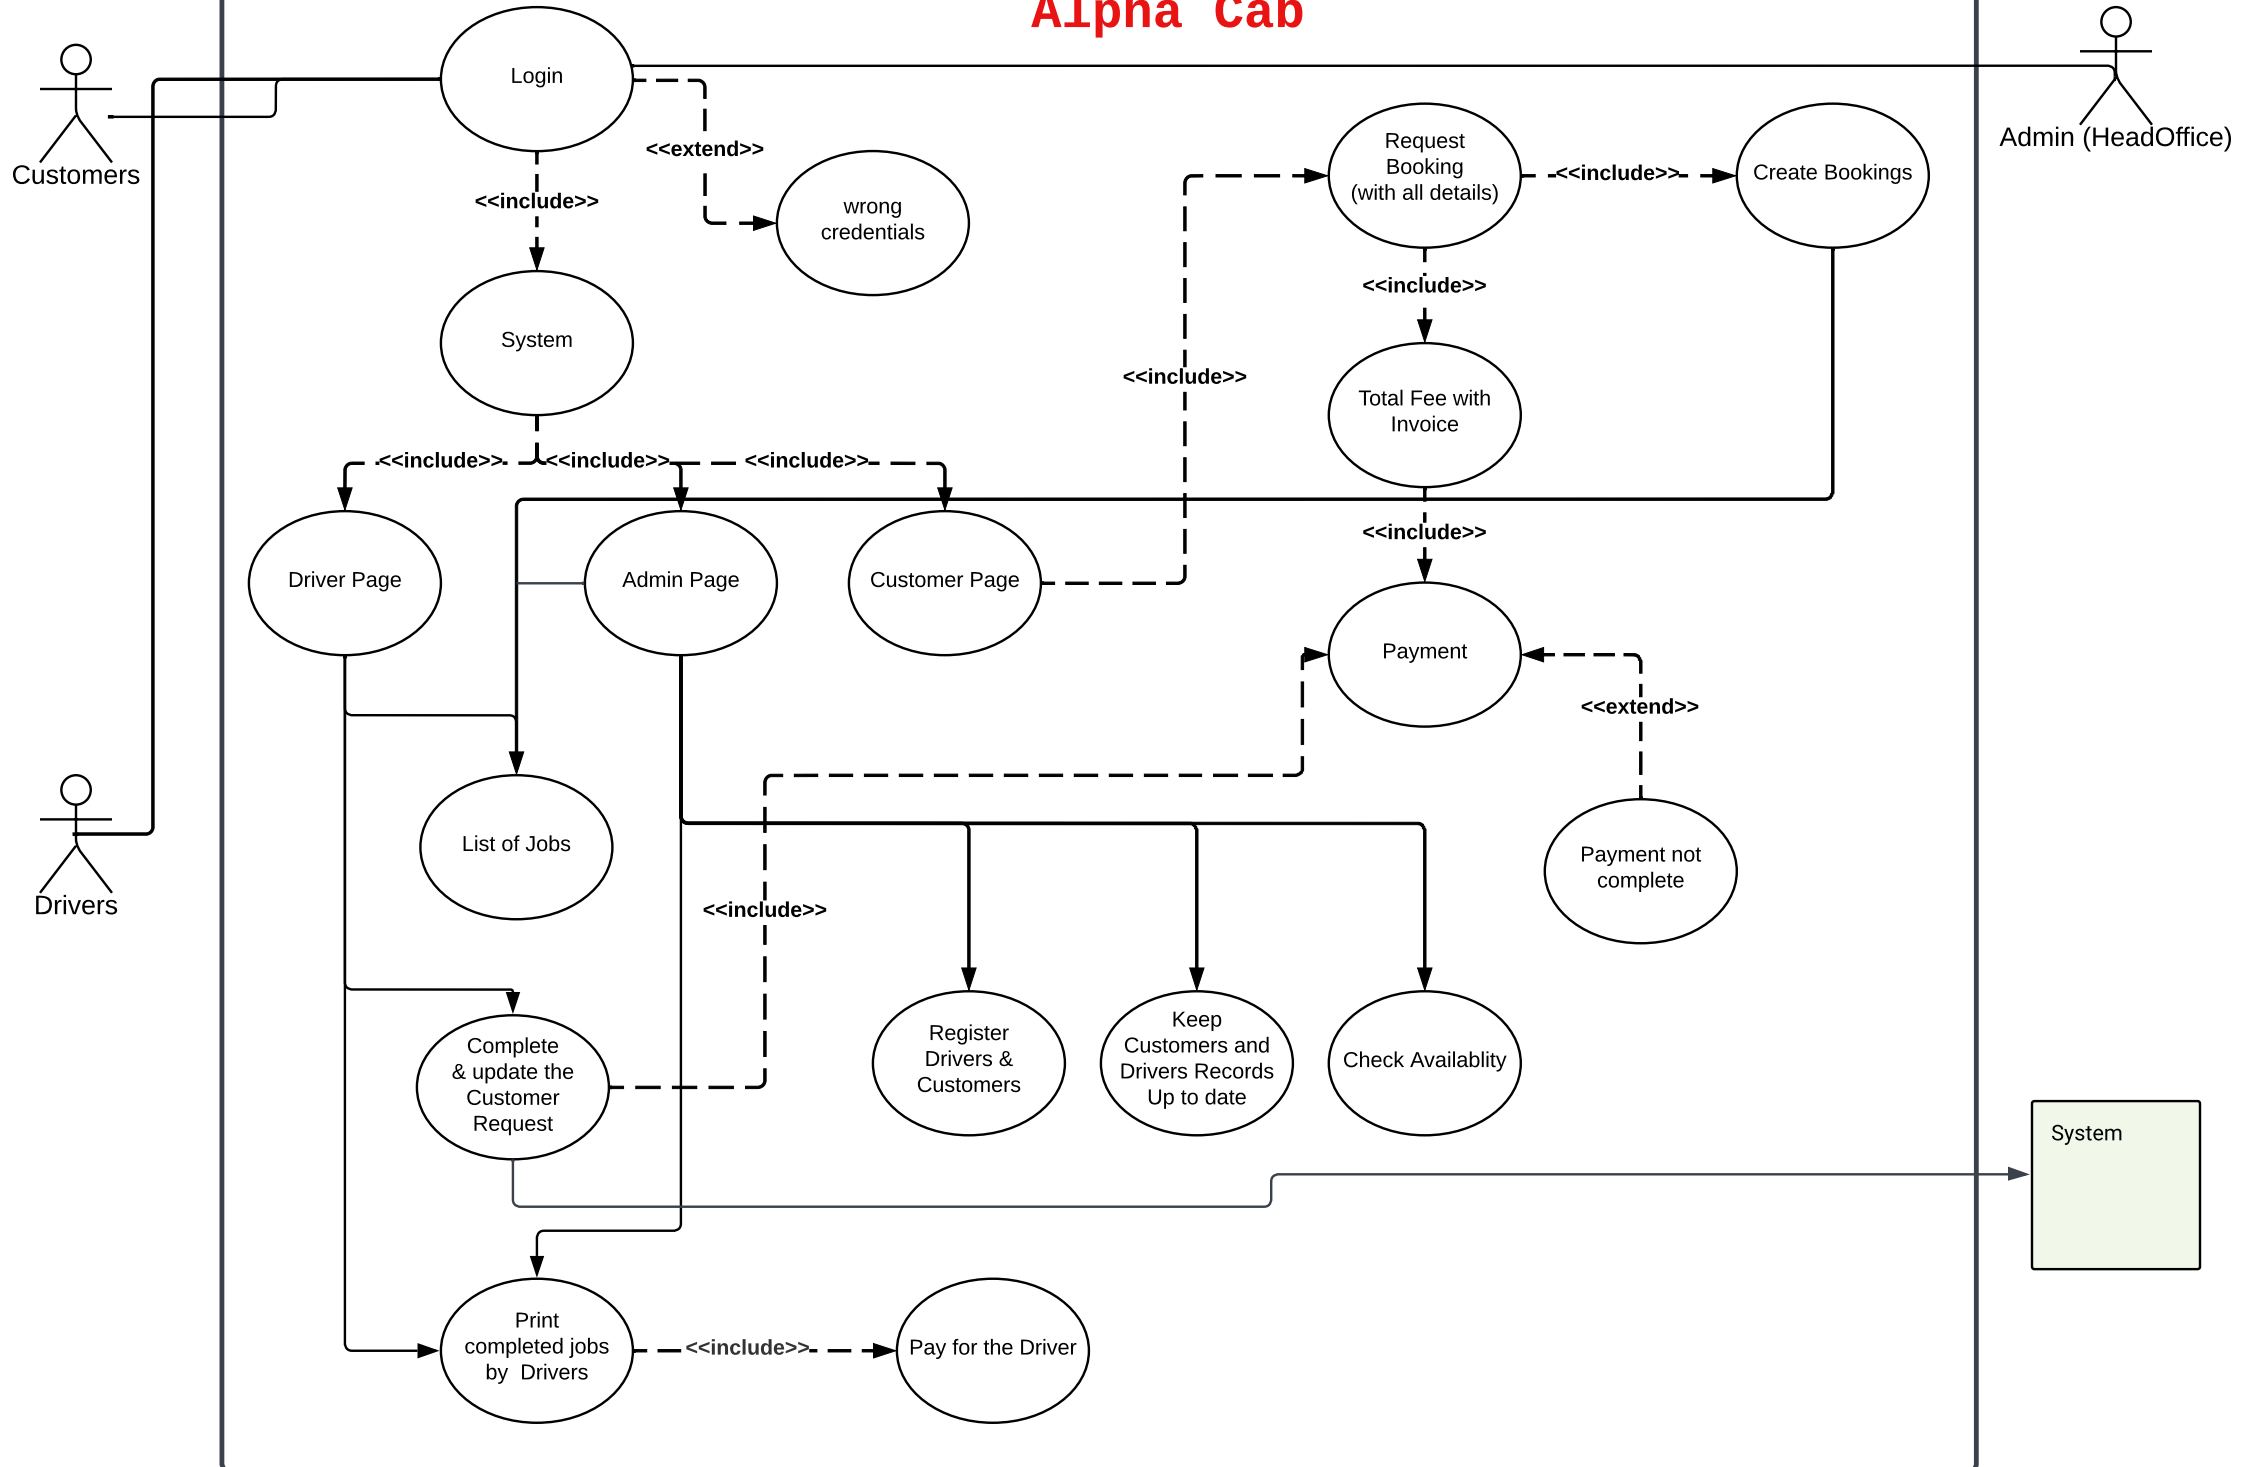 Alpha Cab
Customers
Login
Admin (HeadOffice)
<<extend>>
Request
Booking
(with all details)
<<include>>
Create Bookings
<<include>>
wrong
credentials
<<include>>
System
<<include>>
Total Fee with
Invoice
<<include>>
<<include>>
<<include>>
<<include>>
Driver Page
Admin Page
Customer Page
Payment
<<extend>>
Drivers
List of Jobs
Payment not
complete
<<include>>
Complete
& update the
Customer
Request
Register
Drivers &
Customers
Keep
Customers and
Drivers Records
Up to date
Check Availablity
System
Print
completed jobs
by  Drivers
<<include>>
Pay for the Driver
<<include>>